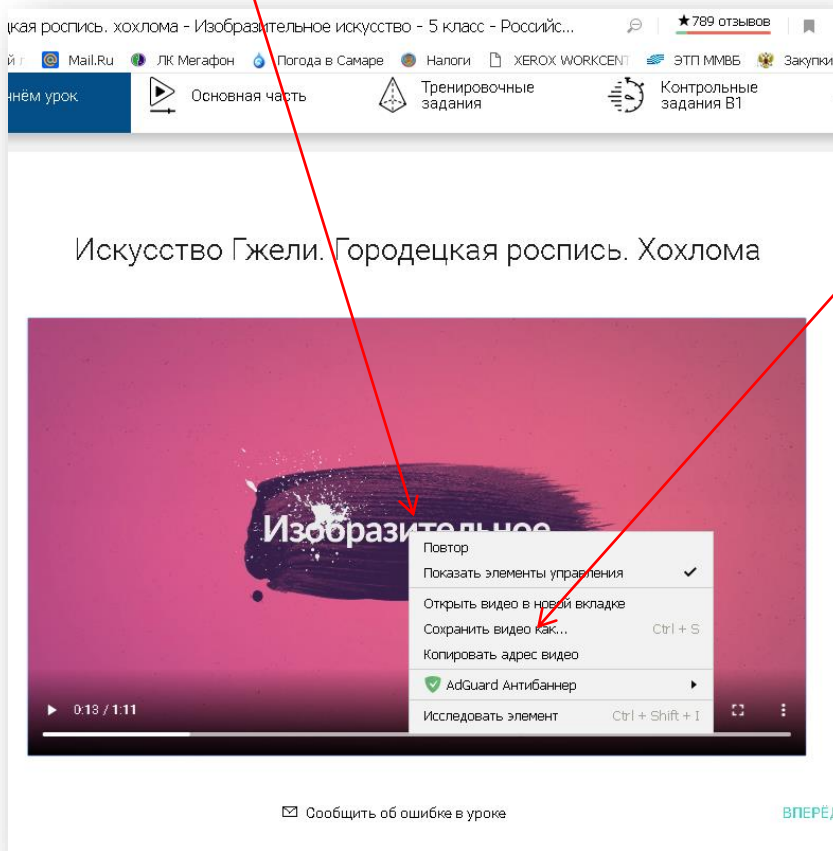 цкая роспись. хохлома - Изобразительное искусство - 5 класс - Российс... ★789 отзывов
й г Mail.Ru ЛК Мегафон Погода в Самаре Налоги XEROX WORKCENT ЭТП ММВБ Закупки
чнём урок Основная часть Тренировочные задания Контрольные задания В1
Искусство Гжели. Городецкая роспись. Хохлома
Изобразительное
Повтор
Показать элементы управления ✔
Открыть видео в новой вкладке
Сохранить видео как... Ctrl + S
Копировать адрес видео
AdGuard Антибаннер
Исследовать элемент Ctrl + Shift + I
0:13 / 1:11
Сообщить об ошибке в уроке ВПЕРЁД